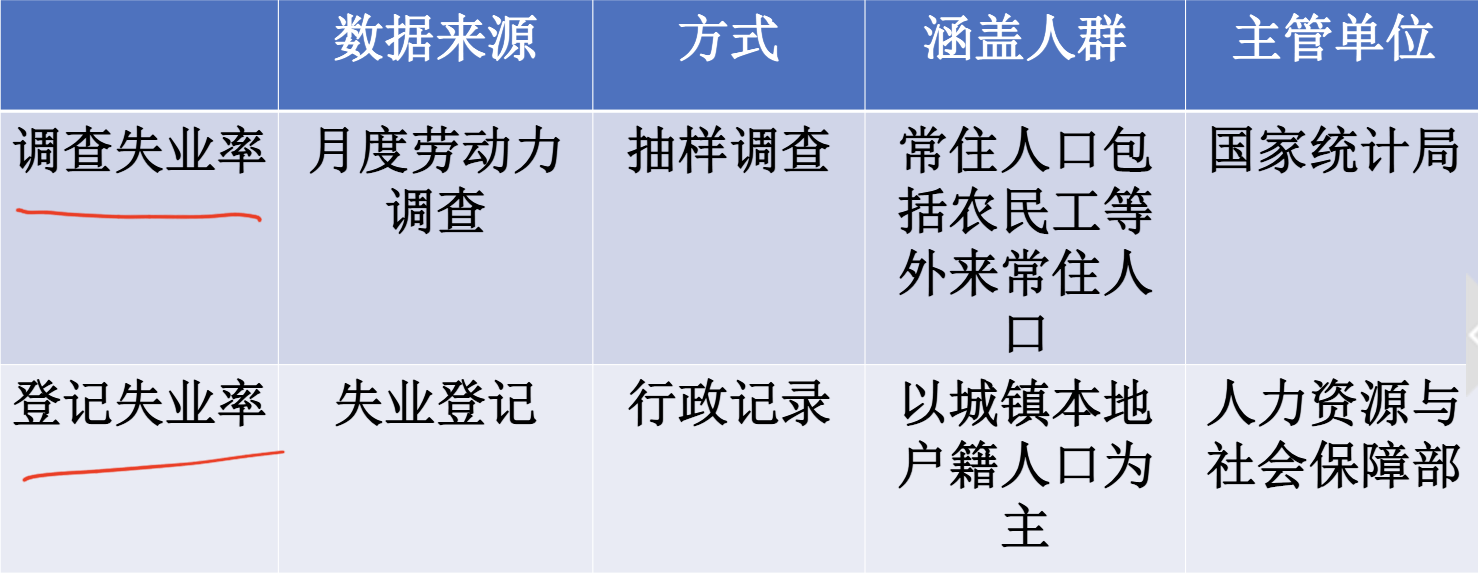 数据来源 方式 涵盖人群 主管单位
调查失业率 月度劳动力 抽样调查 常住人口包 国家统计局
调查 括农民工等
外来常住人
口
登记失业率 失业登记 行政记录 以城镇本地 人力资源与
户籍人口为 社会保障部
主